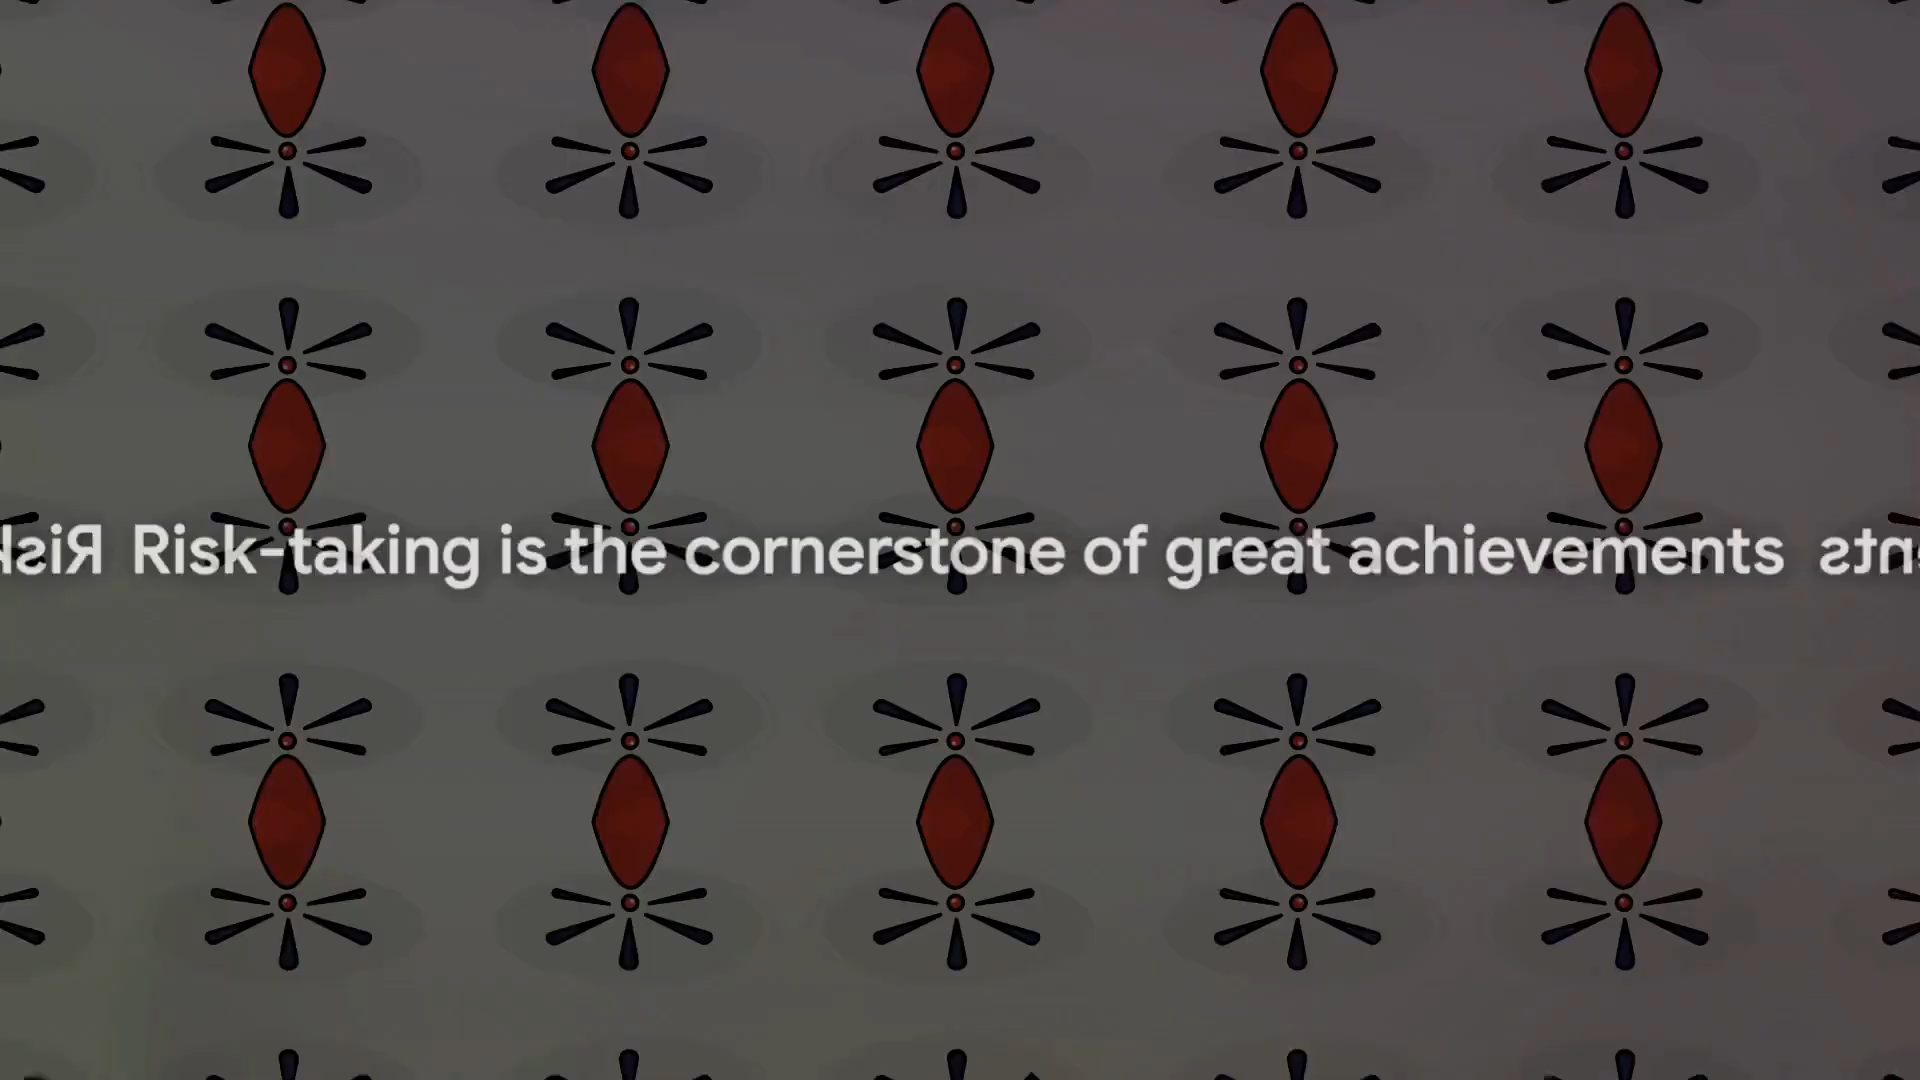 Risk-taking is the cornerstone of great achievements